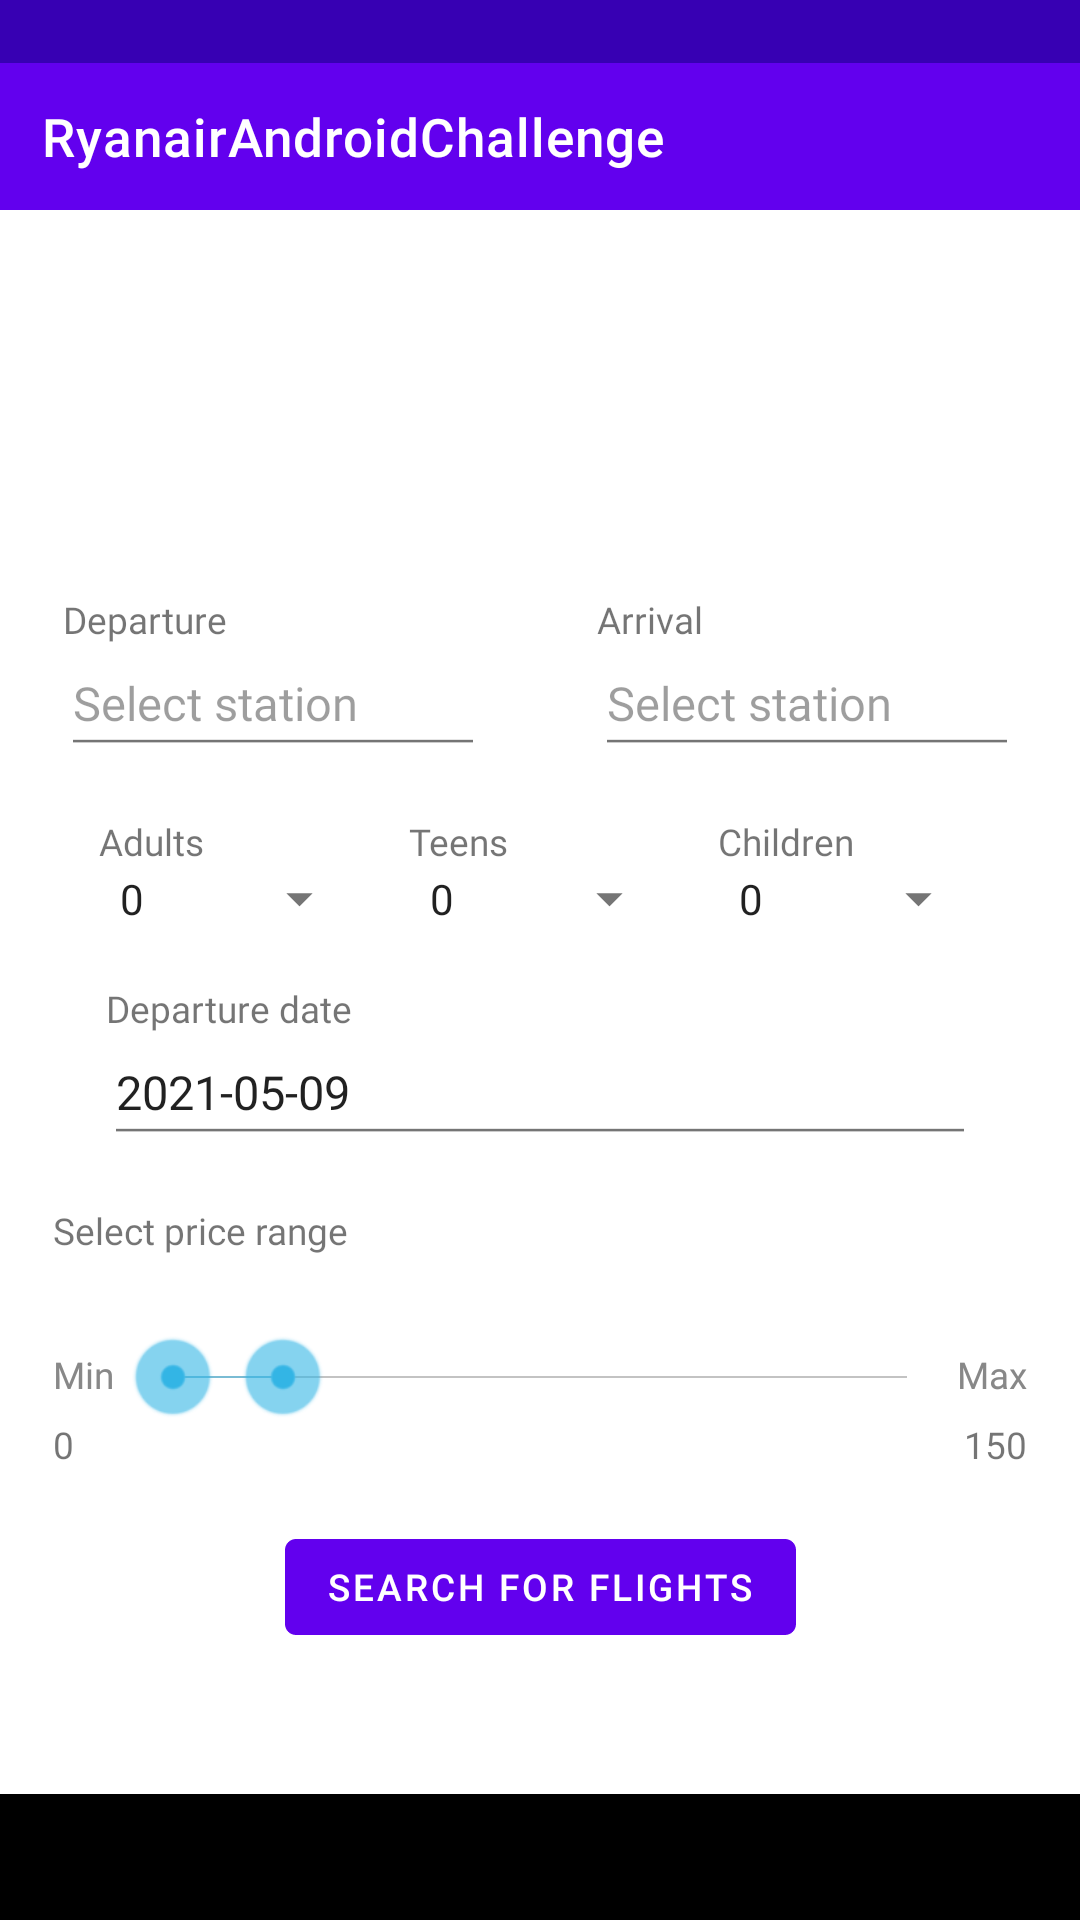 RyanairAndroidChallenge
Departure Arrival
Select station Select station
Adults Teens Children
0 0 0
Departure date
2021-05-09
Select price range
Min Max
0 150
SEARCH FOR FLIGHTS